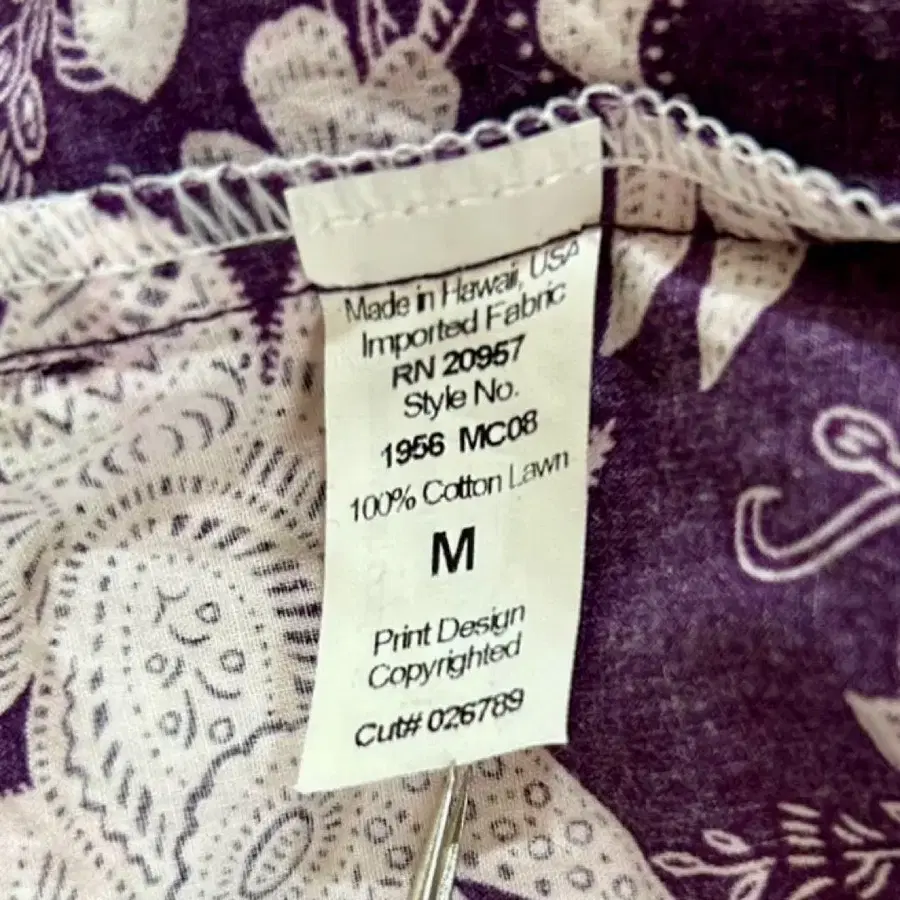 Made in Hawaii, USA
Imported Fabric
RN 20957
Style No.
1956 MC08
100% Cotton Lawn
M
Print Design
Copyrighted
Cut# 026789